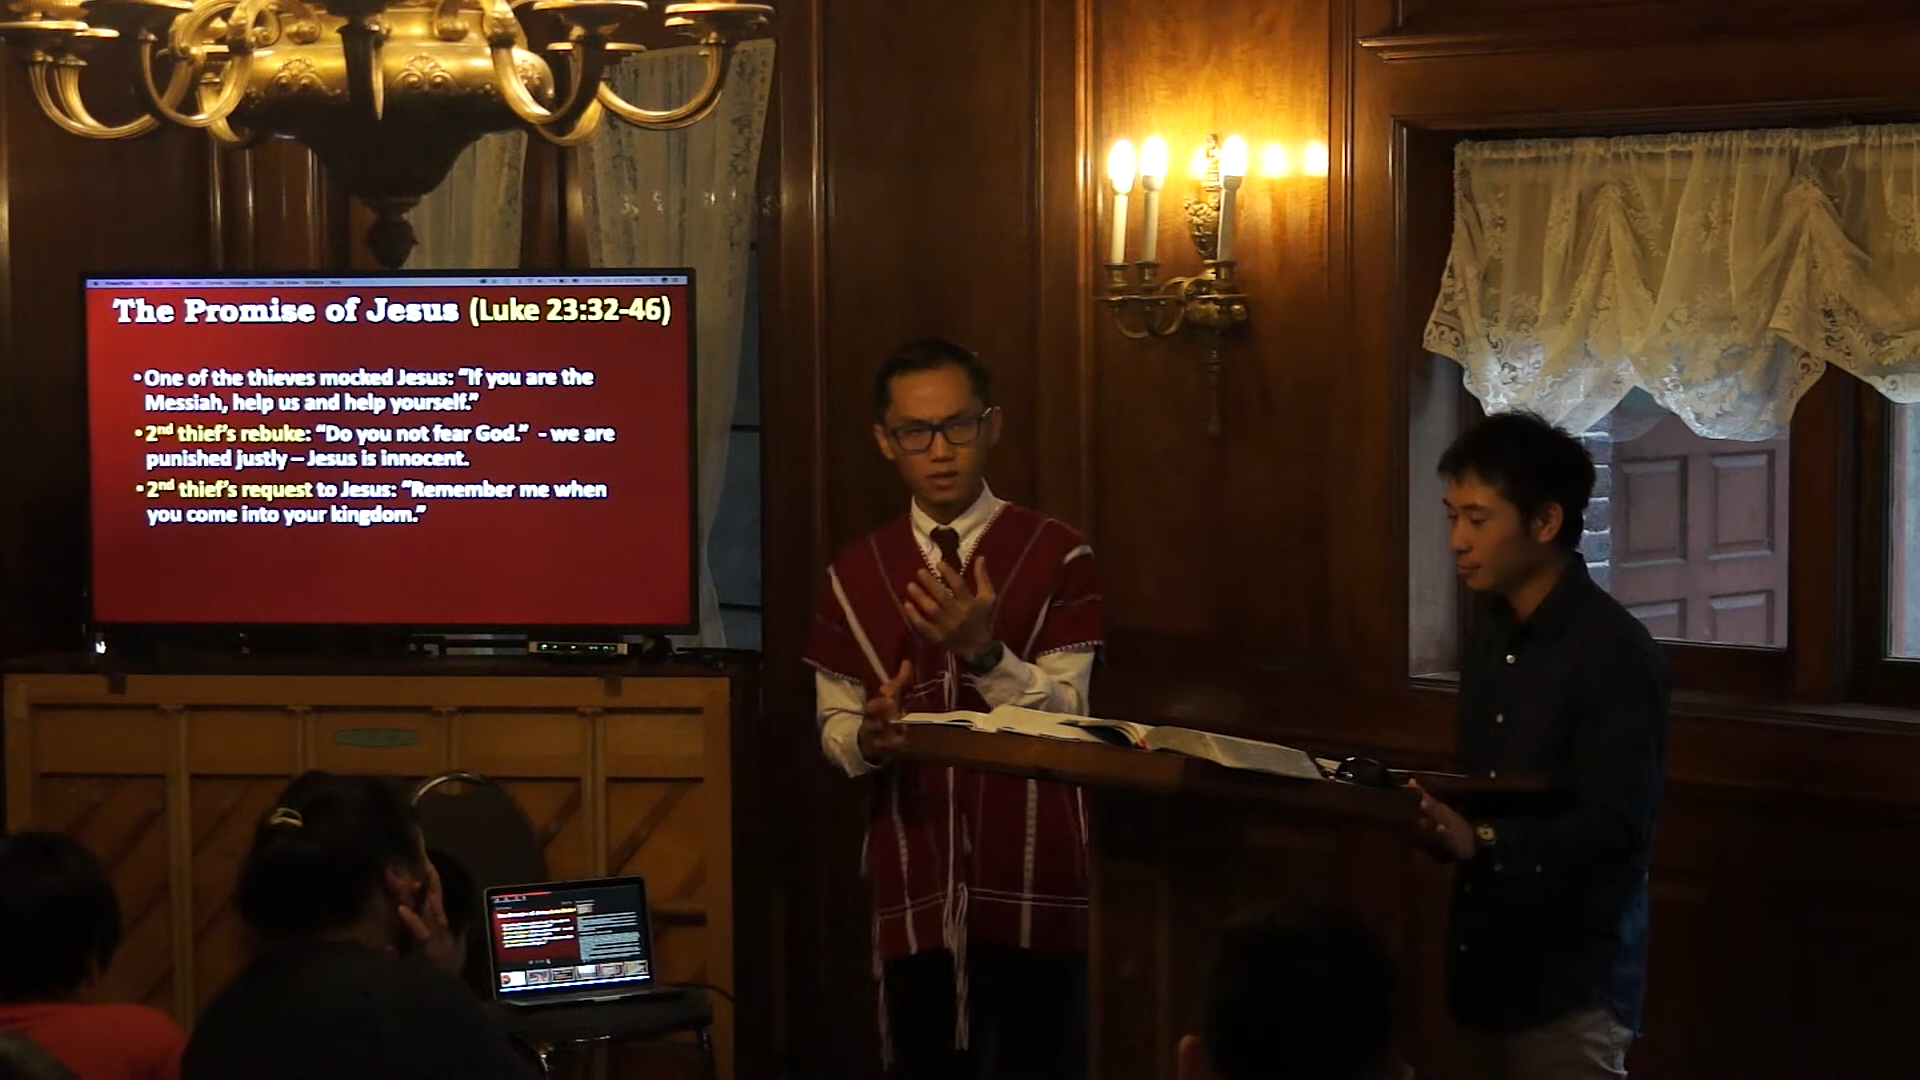 The Promise of Jesus (Luke 23:32-46)
•One of the thieves mocked Jesus: “If you are the
Messiah, help us and help yourself.”
•2nd thief’s rebuke: “Do you not fear God.” - we are
punished justly – Jesus is innocent.
•2nd thief’s request to Jesus: “Remember me when
you come into your kingdom.”